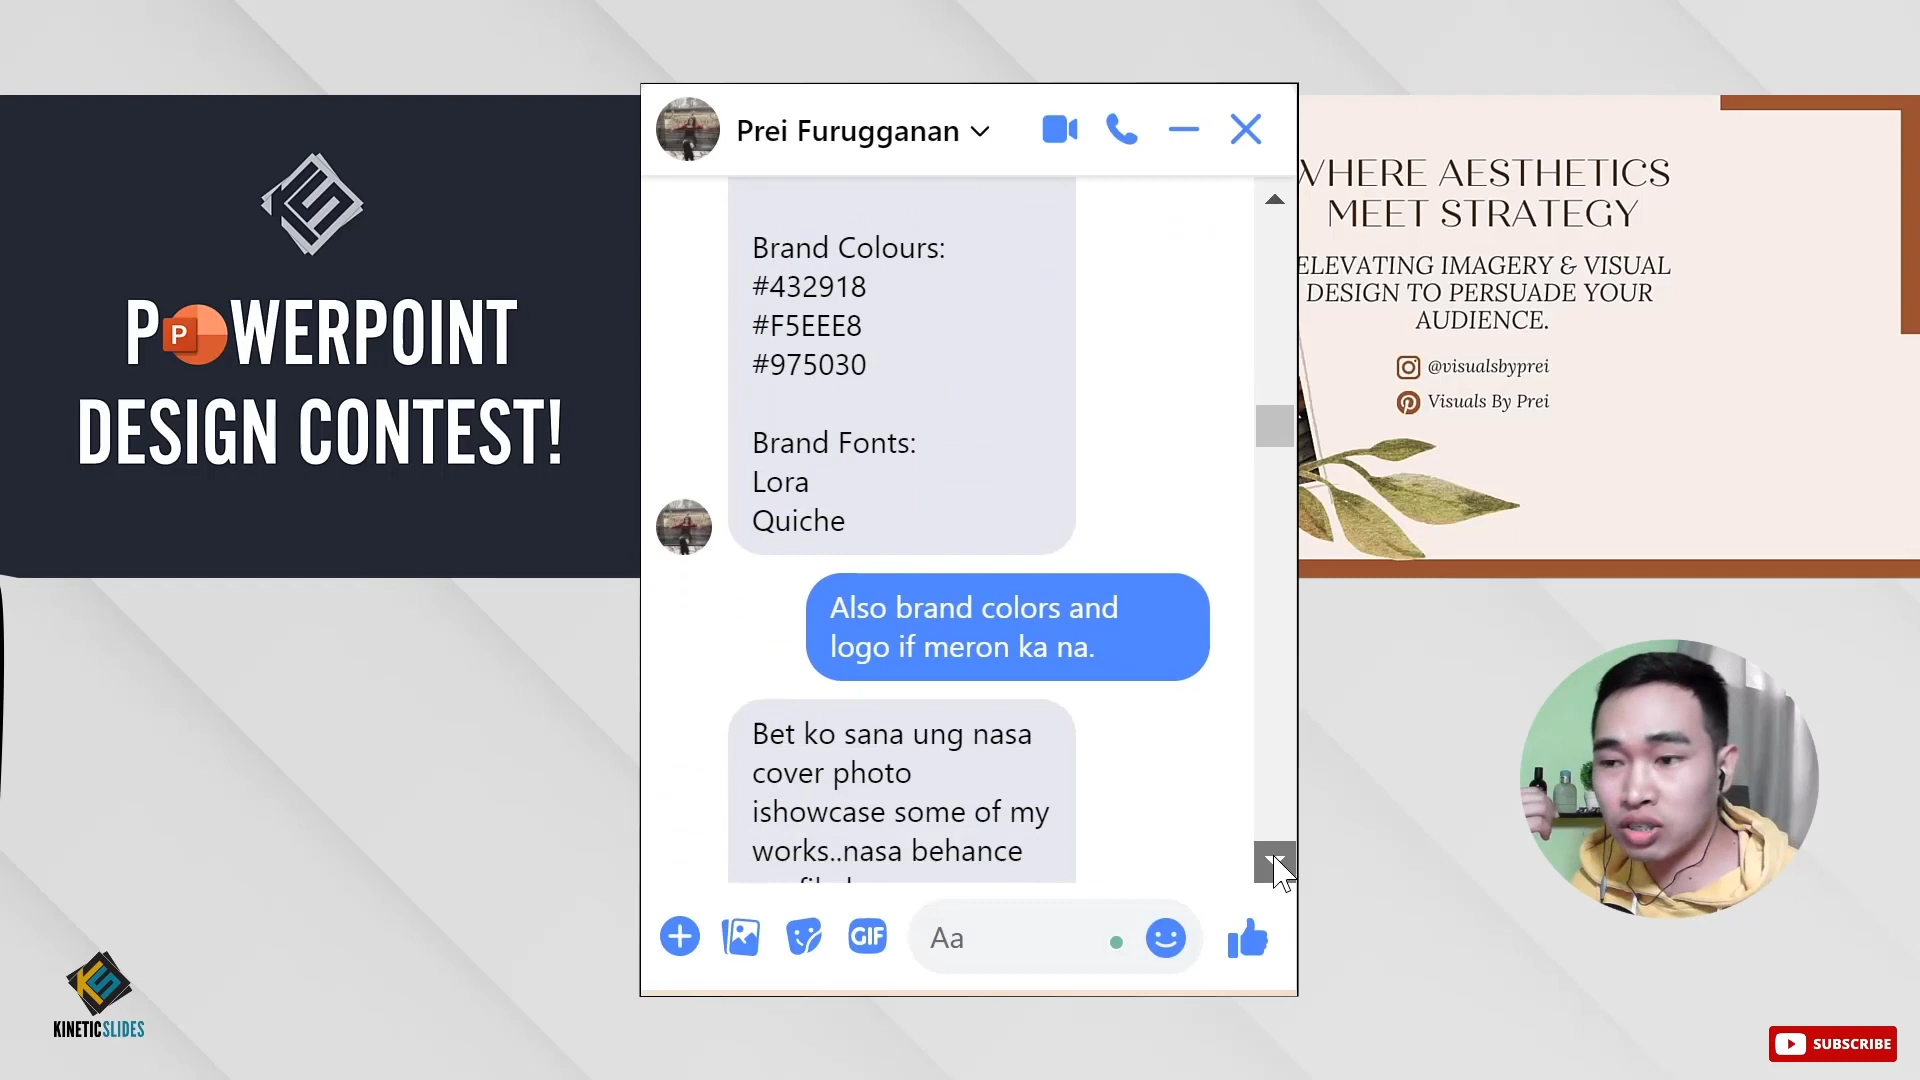 POWERPOINT
DESIGN CONTEST!
Prei Furugganan
Brand Colours:
#432918
#F5EEE8
#975030
Brand Fonts:
Lora
Quiche
Also brand colors and
logo if meron ka na.
Bet ko sana ung nasa
cover photo
ishowcase some of my
works..nasa behance
GIF
Aa
WHERE AESTHETICS
MEET STRATEGY
ELEVATING IMAGERY & VISUAL
DESIGN TO PERSUADE YOUR
AUDIENCE.
@visualsbyprei
Visuals By Prei
KINETICSLIDES
SUBSCRIBE